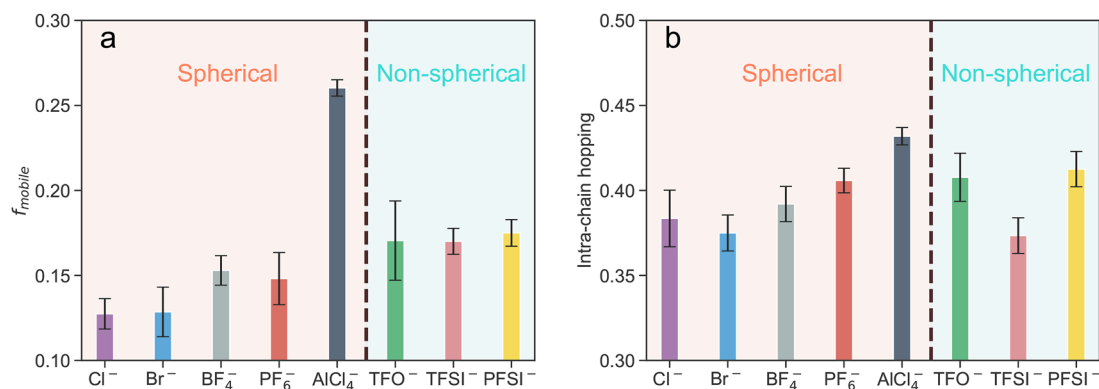 a
Spherical
Non-spherical
f_mobile
0.30
0.25
0.20
0.15
0.10
Cl⁻
Br⁻
BF₄⁻
PF₆⁻
AlCl₄⁻
TFO⁻
TFSI⁻
PFSI⁻
b
Spherical
Non-spherical
Intra-chain hopping
0.50
0.45
0.40
0.35
0.30
Cl⁻
Br⁻
BF₄⁻
PF₆⁻
AlCl₄⁻
TFO⁻
TFSI⁻
PFSI⁻